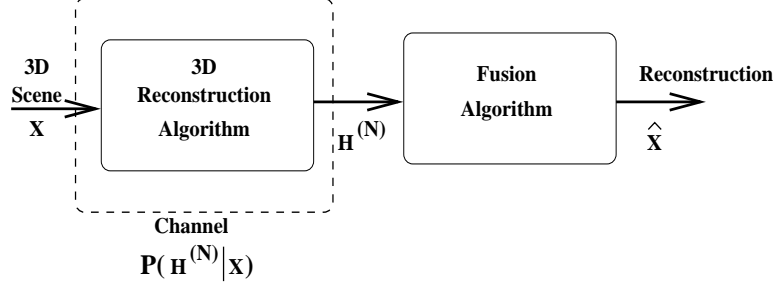 3D
Scene
X
3D
Reconstruction
Algorithm
H^(N)
Fusion
Algorithm
Reconstruction
X̂
Channel
P( H^(N) | X )